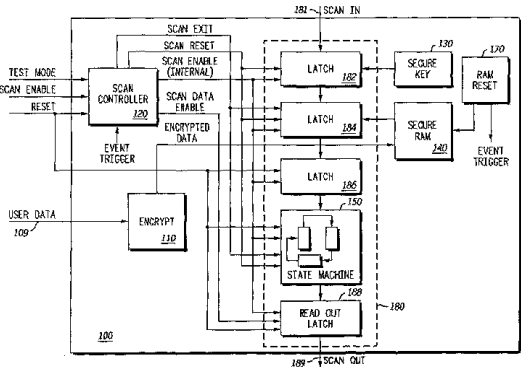 181 SCAN IN
SCAN EXIT
SCAN RESET
SCAN ENABLE
(INTERNAL)
SCAN DATA
ENABLE
ENCRYPTED
DATA
TEST MODE
SCAN ENABLE
RESET
SCAN
CONTROLLER
120
EVENT
TRIGGER
LATCH
182
130
SECURE
KEY
170
RAM
RESET
LATCH
184
SECURE
RAM
140
EVENT
TRIGGER
LATCH
186
150
USER DATA
109
ENCRYPT
110
STATE MACHINE
188
180
READ OUT
LATCH
100
189 SCAN OUT